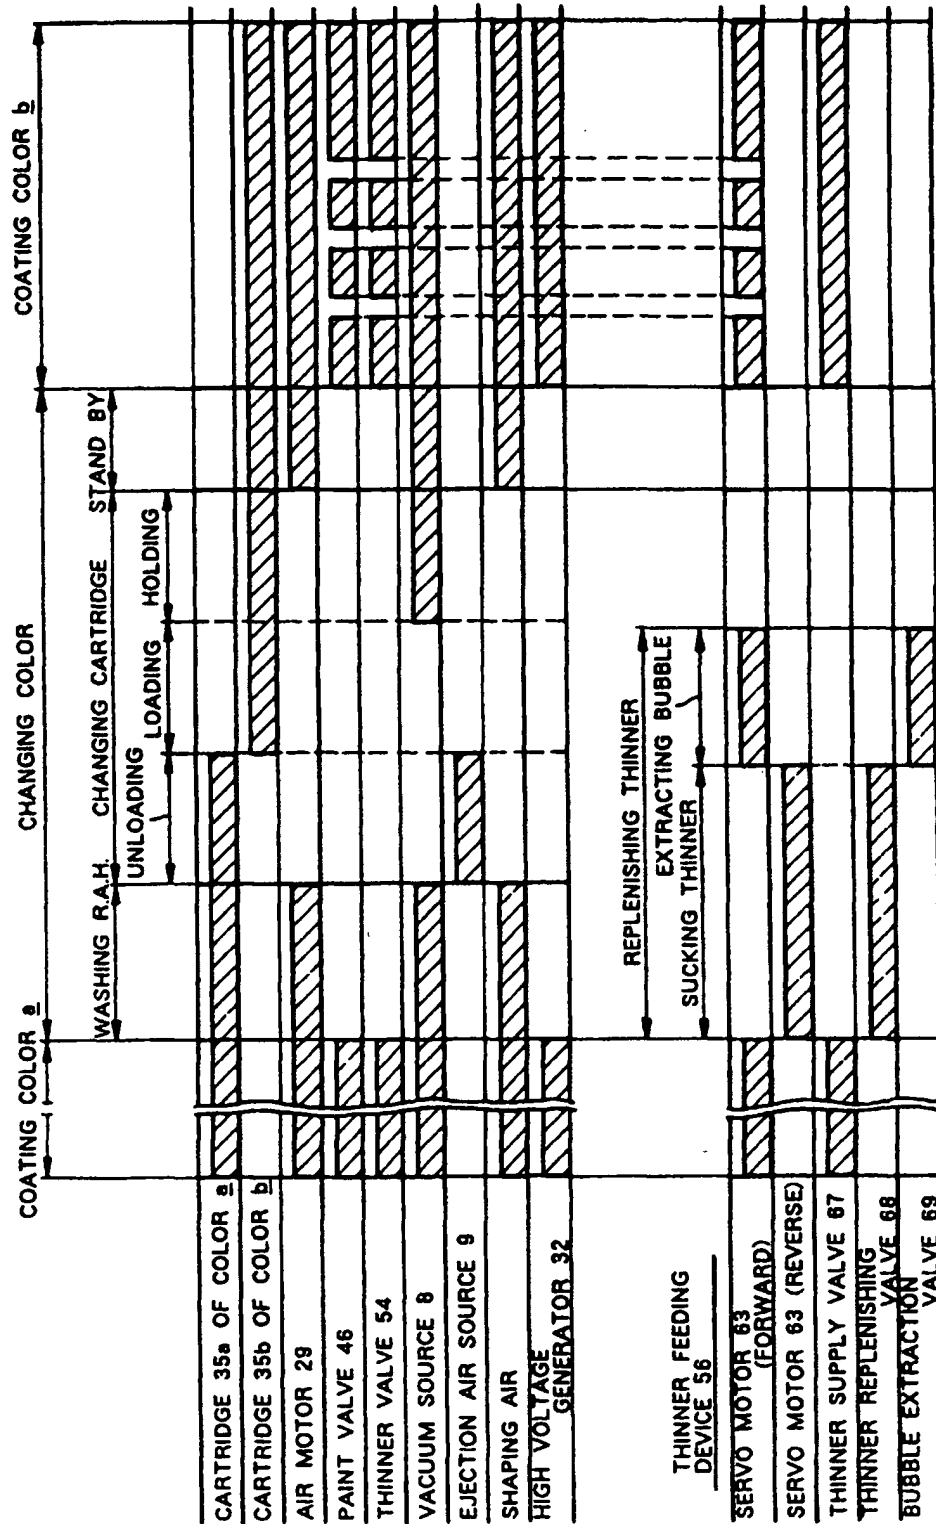 COATING COLOR a
CHANGING COLOR
COATING COLOR b
WASHING R.A.H.
CHANGING CARTRIDGE
STAND BY
UNLOADING
LOADING
HOLDING
CARTRIDGE 35a OF COLOR a
CARTRIDGE 35b OF COLOR b
AIR MOTOR 29
PAINT VALVE 46
THINNER VALVE 54
VACUUM SOURCE 8
EJECTION AIR SOURCE 9
SHAPING AIR
HIGH VOLTAGE
GENERATOR 32
REPLENISHING THINNER
EXTRACTING BUBBLE
SUCKING THINNER
THINNER FEEDING
DEVICE 56
SERVO MOTOR 63
(FORWARD)
SERVO MOTOR 63 (REVERSE)
THINNER SUPPLY VALVE 67
THINNER REPLENISHING
VALVE 68
BUBBLE EXTRACTION
VALVE 69